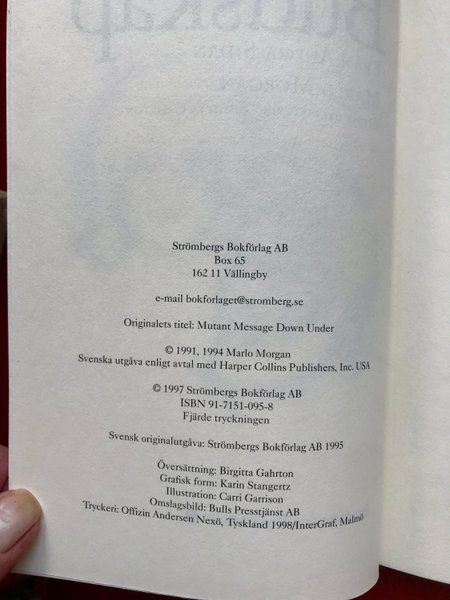 Strömbergs Bokförlag AB
Box 65
162 11 Vällingby
e-mail bokforlaget@stromberg.se
Originalets titel: Mutant Message Down Under
© 1991, 1994 Marlo Morgan
Svenska utgåva enligt avtal med Harper Collins Publishers, Inc. USA
© 1997 Strömbergs Bokförlag AB
ISBN 91-7151-095-8
Fjärde tryckningen
Svensk originalutgåva: Strömbergs Bokförlag AB 1995
Översättning: Birgitta Gahrton
Grafisk form: Karin Stangertz
Illustration: Carri Garrison
Omslagsbild: Bulls Presstjänst AB
Tryckeri: Offizin Andersen Nexö, Tyskland 1998/InterGraf, Malmö